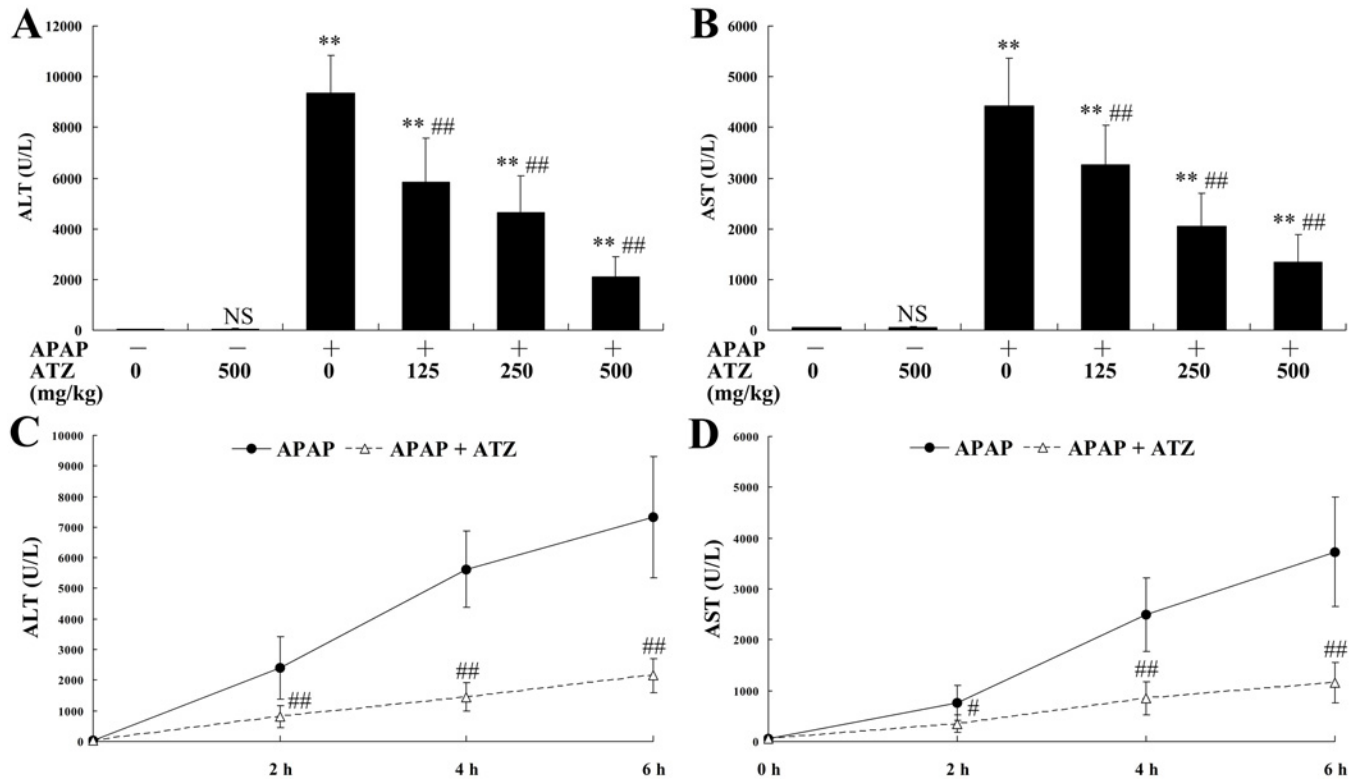 A
12000
10000
8000
6000
4000
2000
0
ALT (U/L)
**
** ##
** ##
** ##
NS
APAP − − + + + +
ATZ 0 500 0 125 250 500
(mg/kg)
B
6000
5000
4000
3000
2000
1000
0
AST (U/L)
**
** ##
** ##
** ##
NS
APAP − − + + + +
ATZ 0 500 0 125 250 500
(mg/kg)
C
10000
9000
8000
7000
6000
5000
4000
3000
2000
1000
0
ALT (U/L)
APAP APAP + ATZ
##
##
##
2 h 4 h 6 h
D
6000
5000
4000
3000
2000
1000
0
AST (U/L)
APAP APAP + ATZ
#
##
##
0 h 2 h 4 h 6 h